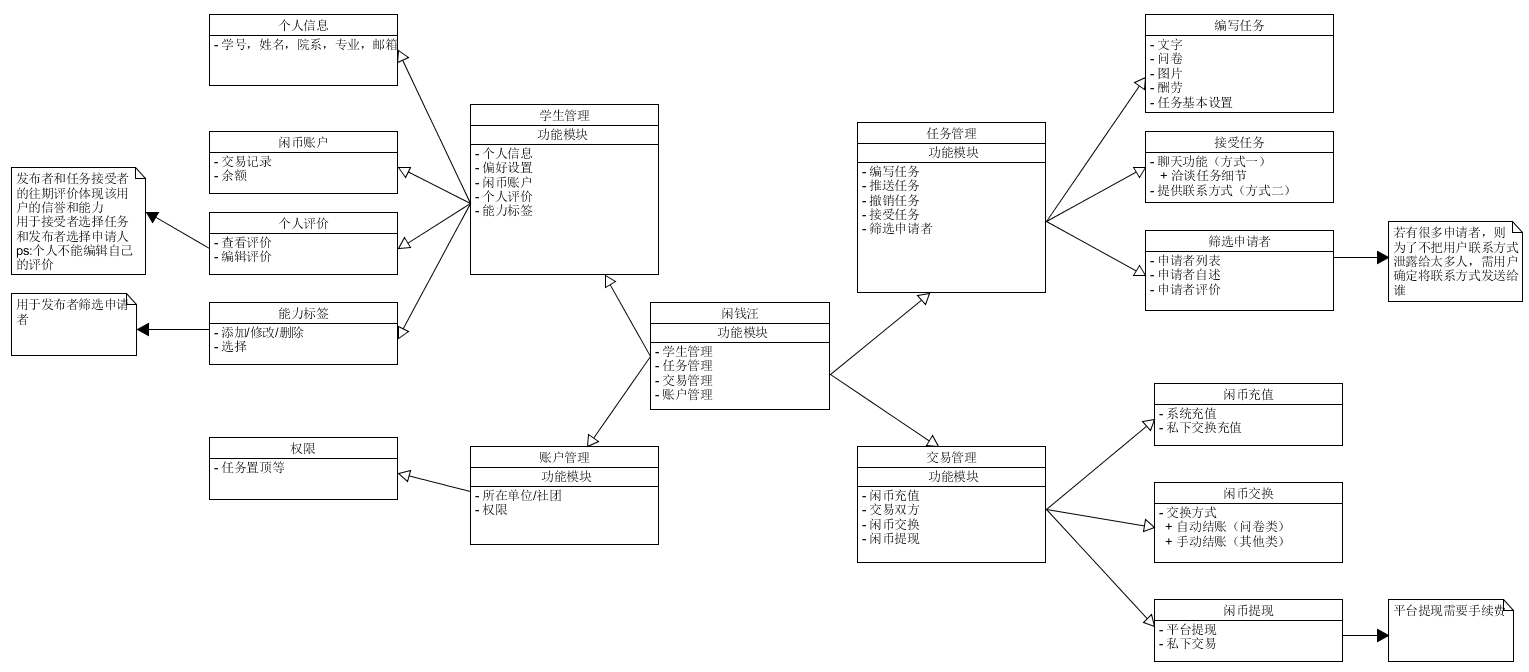 个人信息
- 学号，姓名，院系，专业，邮箱
闲币账户
- 交易记录
- 余额
个人评价
- 查看评价
- 编辑评价
能力标签
- 添加/修改/删除
- 选择
发布者和任务接受者
的往期评价体现该用
户的信誉和能力
用于接受者选择任务
和发布者选择申请人
ps:个人不能编辑自己
的评价
用于发布者筛选申请
者
学生管理
功能模块
- 个人信息
- 偏好设置
- 闲币账户
- 个人评价
- 能力标签
闲钱汪
功能模块
- 学生管理
- 任务管理
- 交易管理
- 账户管理
权限
- 任务置顶等
账户管理
功能模块
- 所在单位/社团
- 权限
任务管理
功能模块
- 编写任务
- 推送任务
- 撤销任务
- 接受任务
- 筛选申请者
编写任务
- 文字
- 问卷
- 图片
- 酬劳
- 任务基本设置
接受任务
- 聊天功能（方式一）
+ 洽谈任务细节
- 提供联系方式（方式二）
筛选申请者
- 申请者列表
- 申请者自述
- 申请者评价
若有很多申请者，则
为了不把用户联系方式
泄露给太多人，需用户
确定将联系方式发送给
谁
交易管理
功能模块
- 闲币充值
- 交易双方
- 闲币交换
- 闲币提现
闲币充值
- 系统充值
- 私下交换充值
闲币交换
- 交换方式
+ 自动结账（问卷类）
+ 手动结账（其他类）
闲币提现
- 平台提现
- 私下交易
平台提现需要手续费